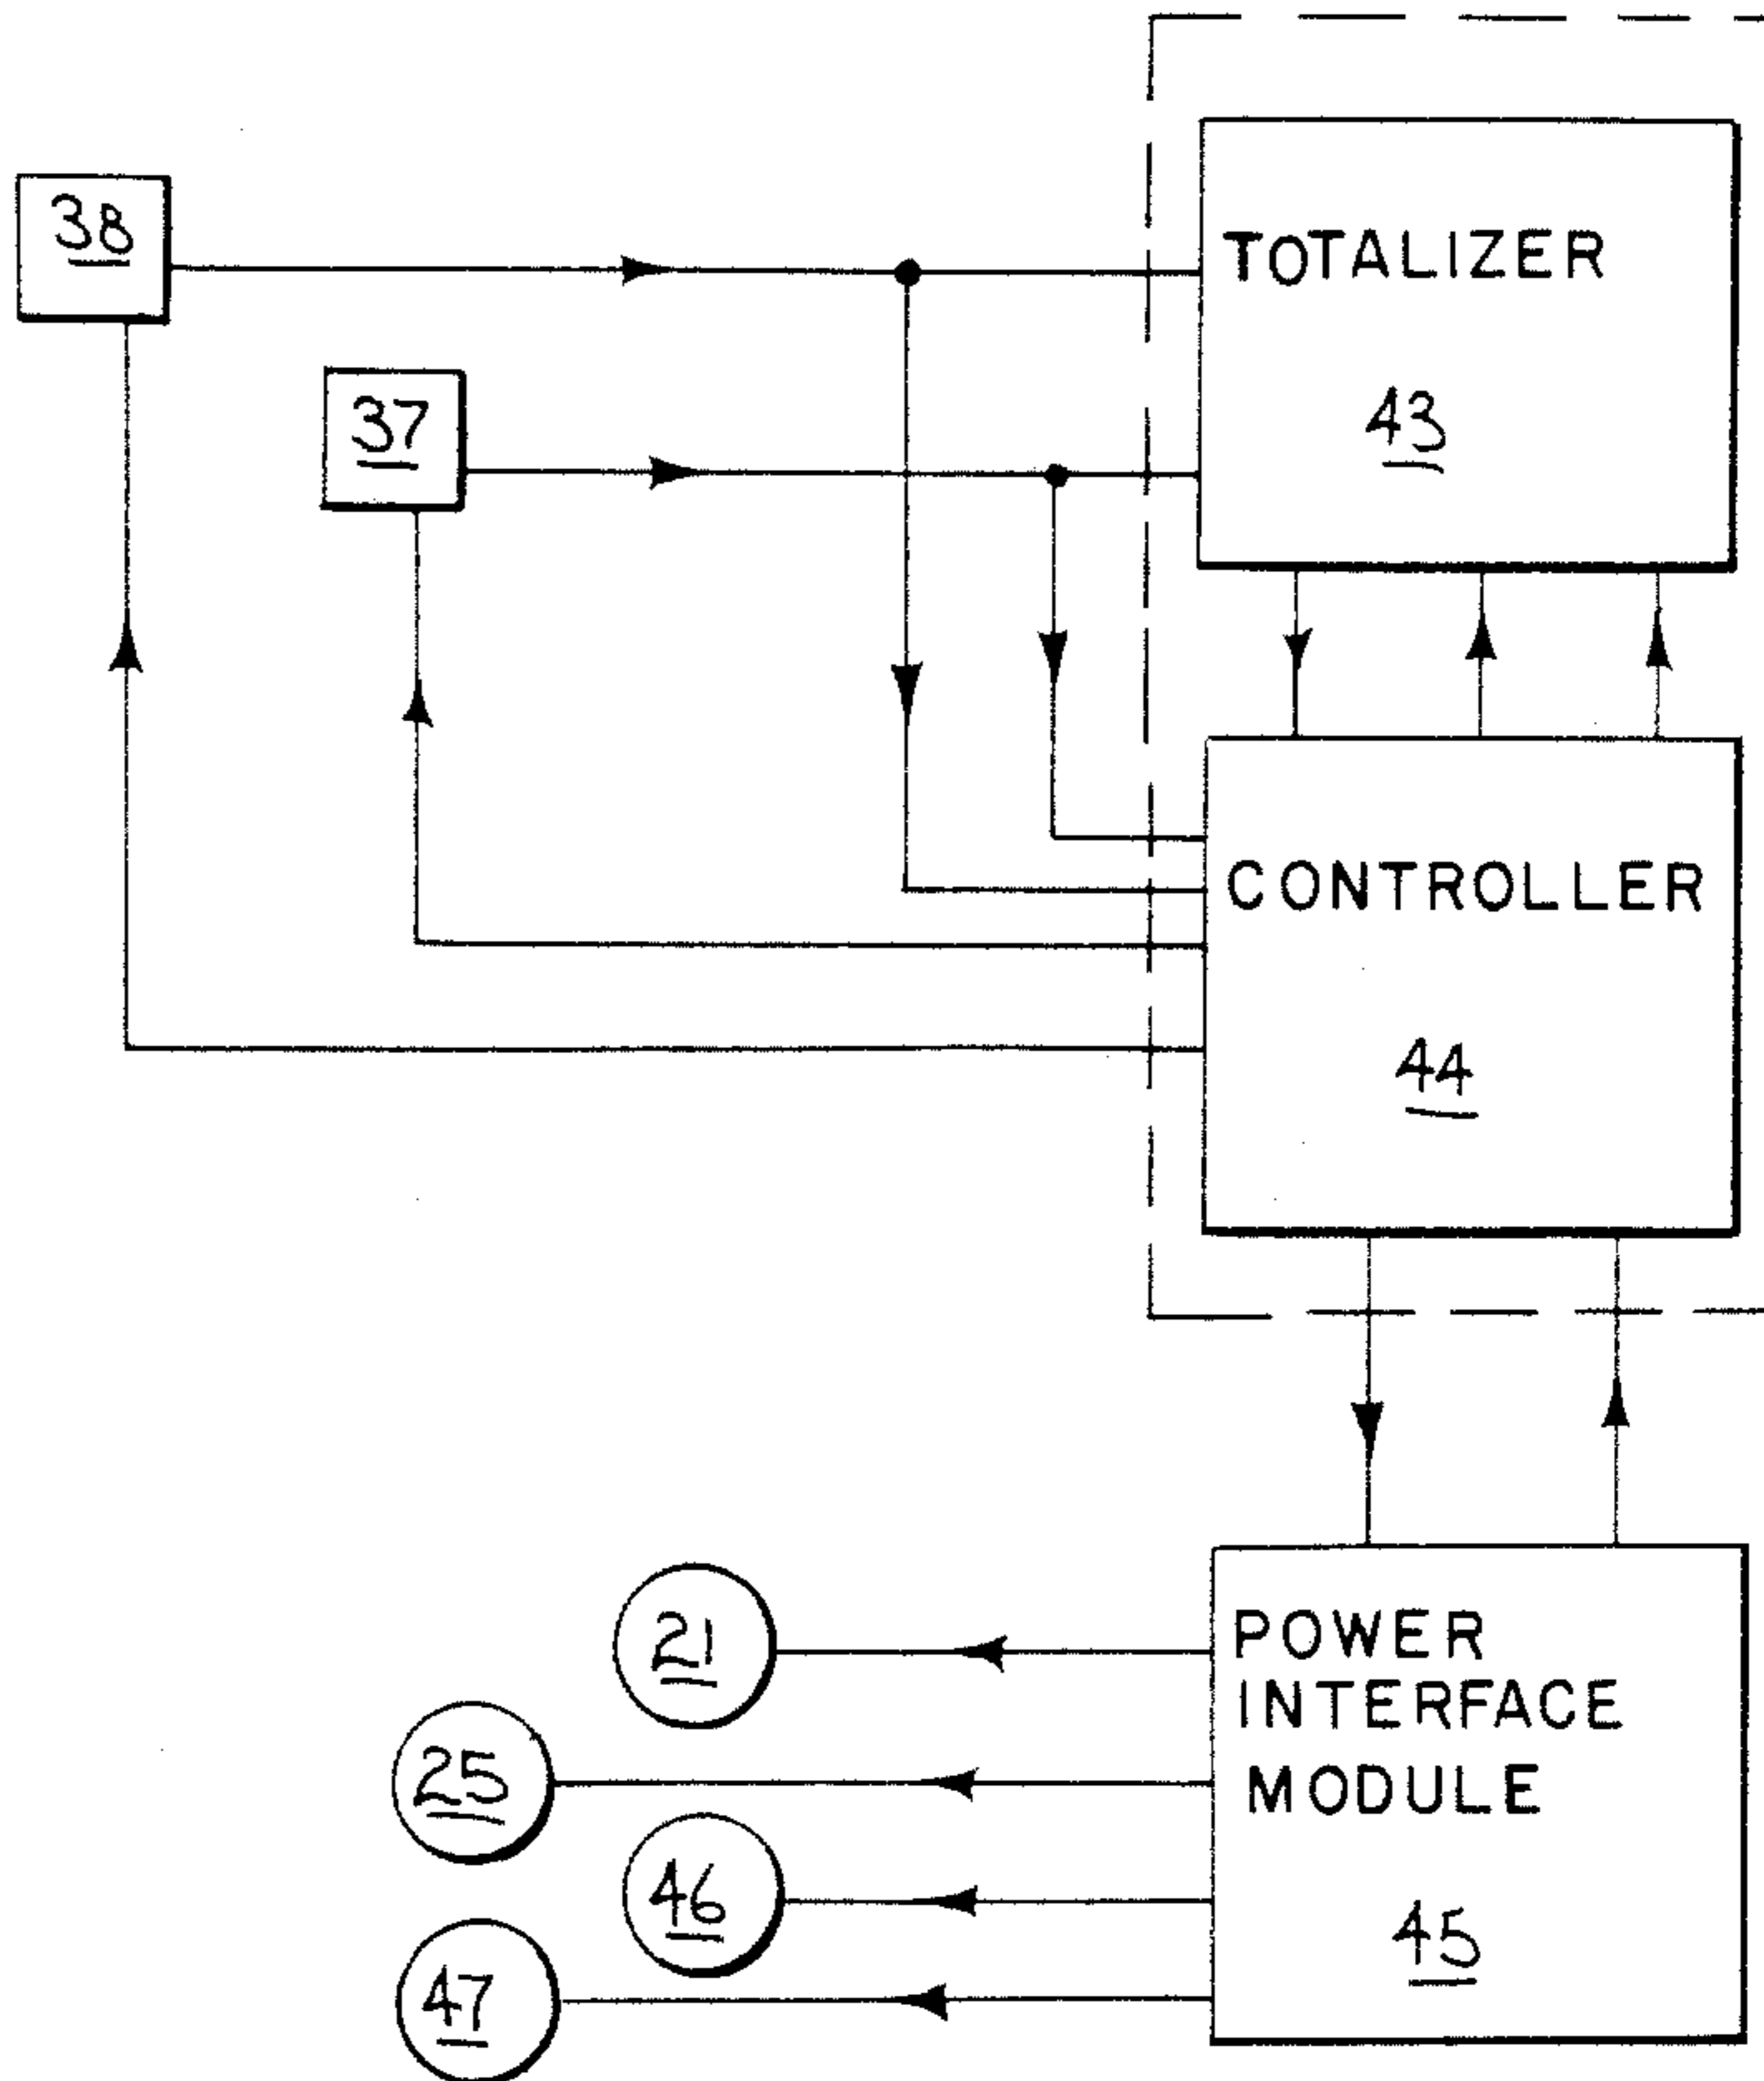 38
TOTALIZER
37
43
CONTROLLER
44
POWER
INTERFACE
MODULE
45
21
25
46
47